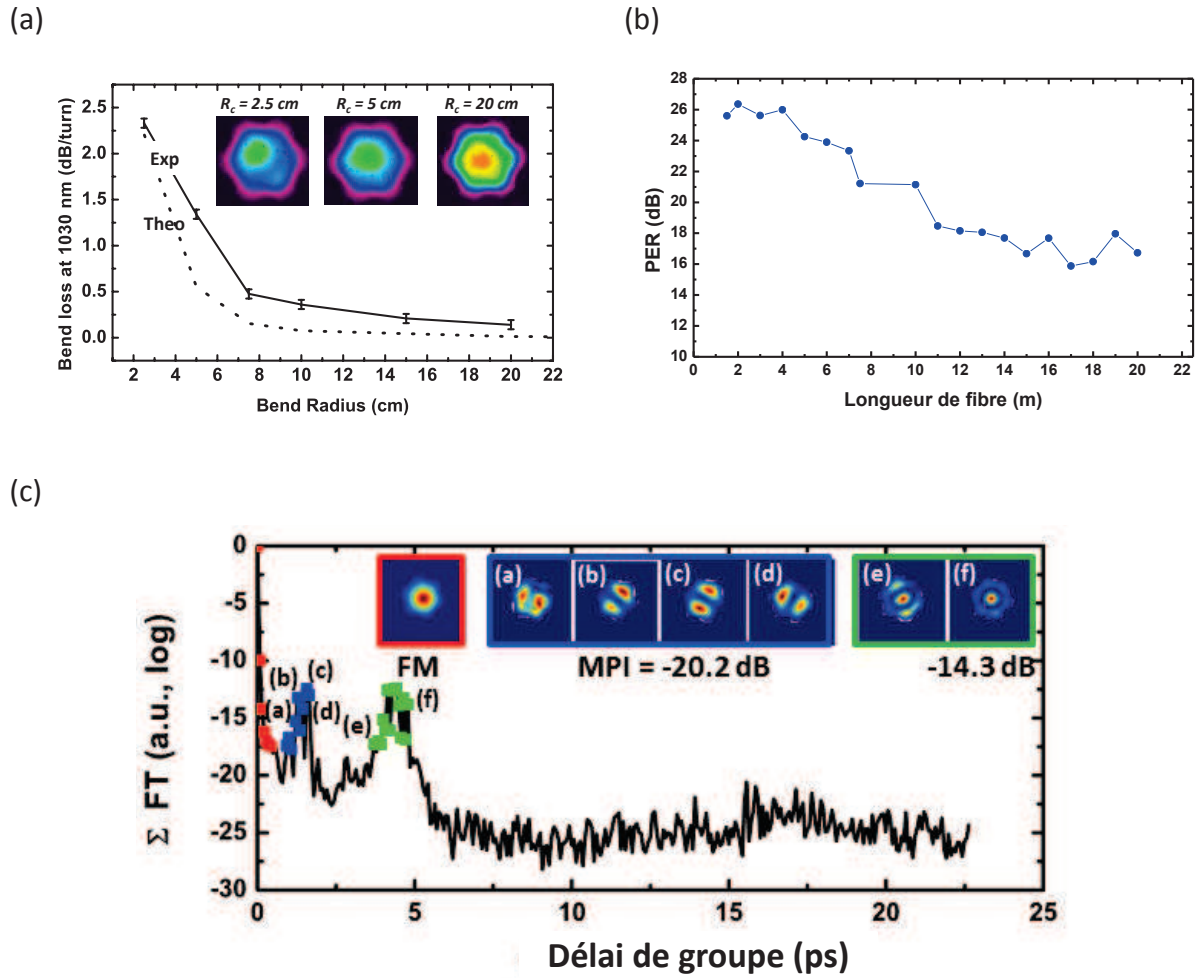 (a)
R_c = 2.5 cm R_c = 5 cm R_c = 20 cm
2.5
2.0
1.5
1.0
0.5
0.0
Exp
Theo
Bend loss at 1030 nm (dB/turn)
2 4 6 8 10 12 14 16 18 20 22
Bend Radius (cm)
(b)
28
26
24
22
20
18
16
14
12
10
PER (dB)
0 2 4 6 8 10 12 14 16 18 20 22
Longueur de fibre (m)
(c)
0
-5
-10
-15
-20
-25
-30
Σ FT (a.u., log)
(a) (b) (c) (d) (e) (f)
FM MPI = -20.2 dB -14.3 dB
(b) (c)
(a) (d) (e) (f)
0 5 10 15 20 25
Délai de groupe (ps)